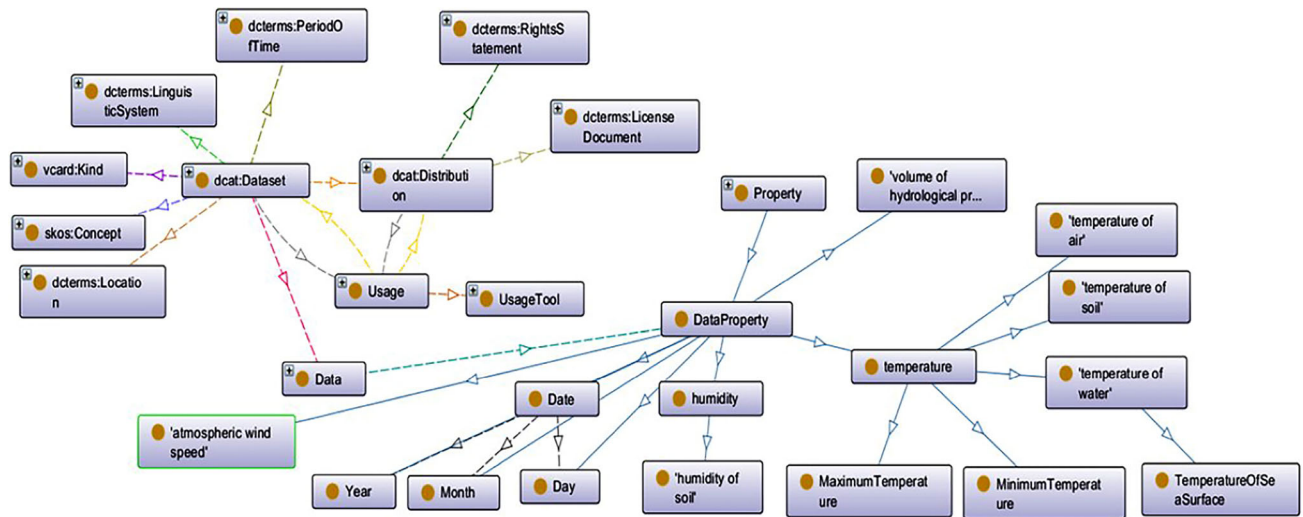 dcterms:PeriodO
fTime
dcterms:RightsS
tatement
dcterms:Linguis
ticSystem
dcterms:License
Document
vcard:Kind
dcat:Dataset
dcat:Distributi
on
Property
'volume of
hydrological pr...
skos:Concept
'temperature of
air'
dcterms:Locatio
n
Usage
UsageTool
'temperature of
soil'
DataProperty
Data
temperature
'temperature of
water'
Date
humidity
'atmospheric wind
speed'
Year
Month
Day
'humidity of
soil'
MaximumTemperat
ure
MinimumTemperat
ure
TemperatureOfSe
aSurface